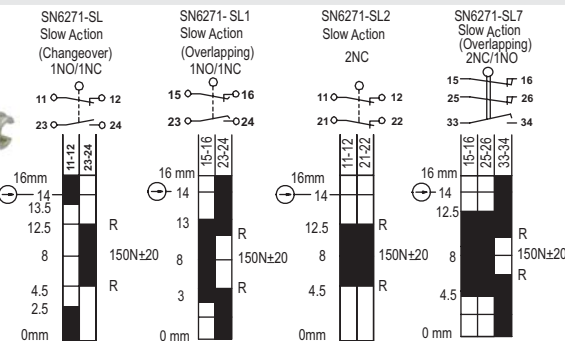 SN6271-SL
Slow Action
(Changeover)
1NO/1NC
11 12
23 24
11-12
23-24
16mm
14
13.5
12.5
R
8
150N±20
4.5
R
2.5
0mm
SN6271- SL1
Slow Action
(Overlapping)
1NO/1NC
15 16
23 24
15-16
23-24
16 mm
14
13
R
8
150N±20
R
3
0 mm
SN6271-SL2
Slow Action
2NC
11 12
21 22
11-12
21-22
16 mm
14
12.5
R
8
150N±20
4.5
R
0mm
SN6271-SL7
Slow Action
(Overlapping)
2NC/1NO
15 16
25 26
33 34
15-16
25-26
33-34
16 mm
14
12.5
R
8
150N±20
R
4.5
0 mm